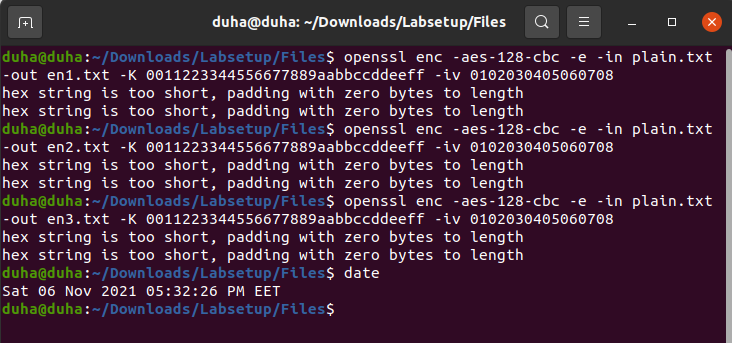 duha@duha: ~/Downloads/Labsetup/Files
duha@duha:~/Downloads/Labsetup/Files$ openssl enc -aes-128-cbc -e -in plain.txt
-out en1.txt -K 0011223344556677889aabbccddeeff -iv 0102030405060708
hex string is too short, padding with zero bytes to length
hex string is too short, padding with zero bytes to length
duha@duha:~/Downloads/Labsetup/Files$ openssl enc -aes-128-cbc -e -in plain.txt
-out en2.txt -K 0011223344556677889aabbccddeeff -iv 0102030405060708
hex string is too short, padding with zero bytes to length
hex string is too short, padding with zero bytes to length
duha@duha:~/Downloads/Labsetup/Files$ openssl enc -aes-128-cbc -e -in plain.txt
-out en3.txt -K 0011223344556677889aabbccddeeff -iv 0102030405060708
hex string is too short, padding with zero bytes to length
hex string is too short, padding with zero bytes to length
duha@duha:~/Downloads/Labsetup/Files$ date
Sat 06 Nov 2021 05:32:26 PM EET
duha@duha:~/Downloads/Labsetup/Files$